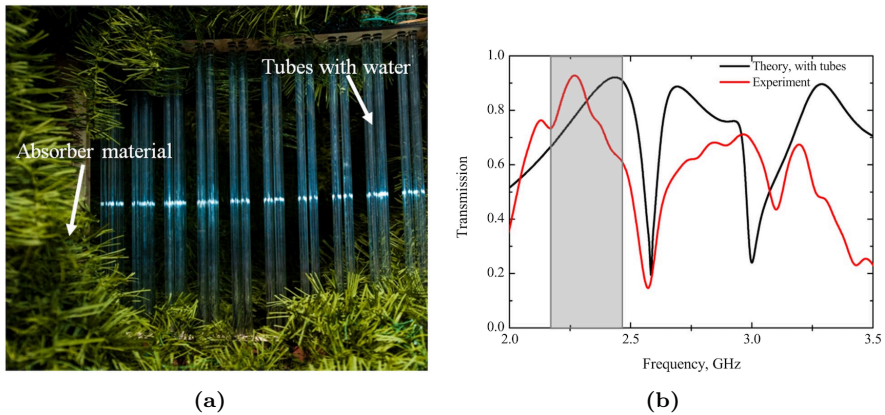 Tubes with water
Absorber material
(a)
1.0
0.8
0.6
0.4
0.2
0.0
Transmission
Theory, with tubes
Experiment
2.0 2.5 3.0 3.5
Frequency, GHz
(b)